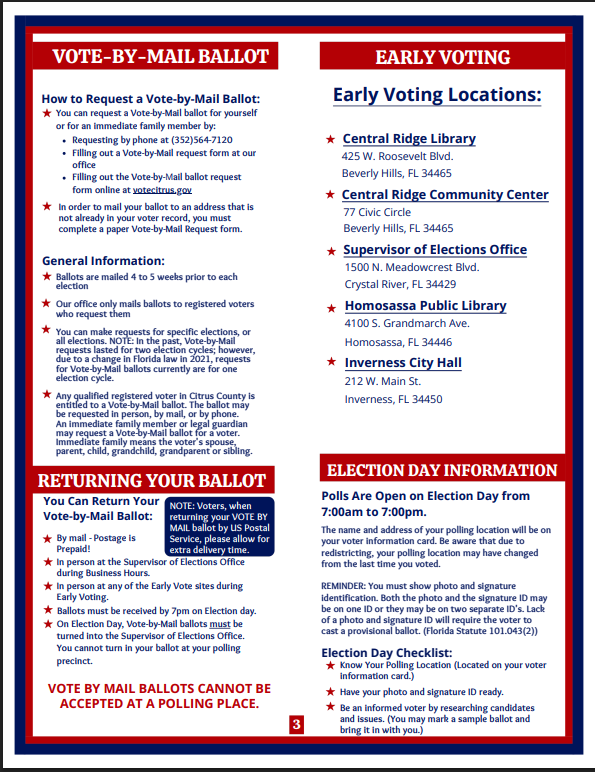 VOTE-BY-MAIL BALLOT
How to Request a Vote-by-Mail Ballot:
You can request a Vote-by-Mail ballot for yourself
or for an immediate family member by:
Requesting by phone at (352)564-7120
Filling out a Vote-by-Mail request form at our
office
Filling out the Vote-by-Mail ballot request
form online at votecitrus.gov
In order to mail your ballot to an address that is
not already in your voter record, you must
complete a paper Vote-by-Mail Request form.
General Information:
Ballots are mailed 4 to 5 weeks prior to each
election
Our office only mails ballots to registered voters
who request them
You can make requests for specific elections, or
all elections. NOTE: In the past, Vote-by-Mail
requests lasted for two election cycles; however,
due to a change in Florida law in 2021, requests
for Vote-by-Mail ballots currently are for one
election cycle.
Any qualified registered voter in Citrus County is
entitled to a Vote-by-Mail ballot. The ballot may
be requested in person, by mail, or by phone.
An immediate family member or legal guardian
may request a Vote-by-Mail ballot for a voter.
Immediate family means the voter's spouse,
parent, child, grandchild, grandparent or sibling.
RETURNING YOUR BALLOT
You Can Return Your
Vote-by-Mail Ballot:
NOTE: Voters, when
returning your VOTE BY
MAIL ballot by US Postal
Service, please allow for
extra delivery time.
By mail - Postage is
Prepaid!
In person at the Supervisor of Elections Office
during Business Hours.
In person at any of the Early Vote sites during
Early Voting.
Ballots must be received by 7pm on Election day.
On Election Day, Vote-by-Mail ballots must be
turned into the Supervisor of Elections Office.
You cannot turn in your ballot at your polling
precinct.
VOTE BY MAIL BALLOTS CANNOT BE
ACCEPTED AT A POLLING PLACE.
EARLY VOTING
Early Voting Locations:
Central Ridge Library
425 W. Roosevelt Blvd.
Beverly Hills, FL 34465
Central Ridge Community Center
77 Civic Circle
Beverly Hills, FL 34465
Supervisor of Elections Office
1500 N. Meadowcrest Blvd.
Crystal River, FL 34429
Homosassa Public Library
4100 S. Grandmarch Ave.
Homosassa, FL 34446
Inverness City Hall
212 W. Main St.
Inverness, FL 34450
ELECTION DAY INFORMATION
Polls Are Open on Election Day from
7:00am to 7:00pm.
The name and address of your polling location will be on
your voter information card. Be aware that due to
redistricting, your polling location may have changed
from the last time you voted.
REMINDER: You must show photo and signature
identification. Both the photo and the signature ID may
be on one ID or they may be on two separate ID's. Lack
of a photo and signature ID will require the voter to
cast a provisional ballot. (Florida Statute 101.043(2))
Election Day Checklist:
Know Your Polling Location (Located on your voter
information card.)
Have your photo and signature ID ready.
Be an informed voter by researching candidates
and issues. (You may mark a sample ballot and
bring it in with you.)
3